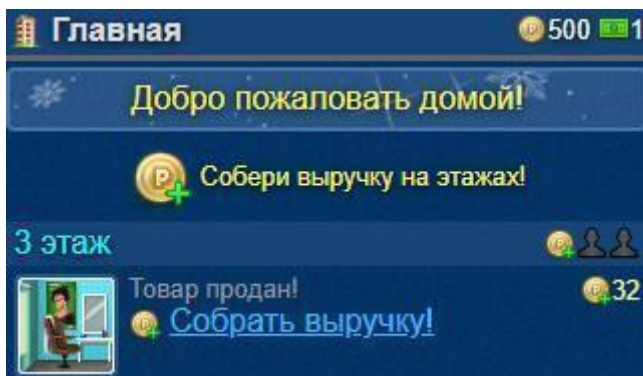 Главная 500 1
Добро пожаловать домой!
Собери выручку на этажах!
3 этаж
Товар продан! 32
Собрать выручку!